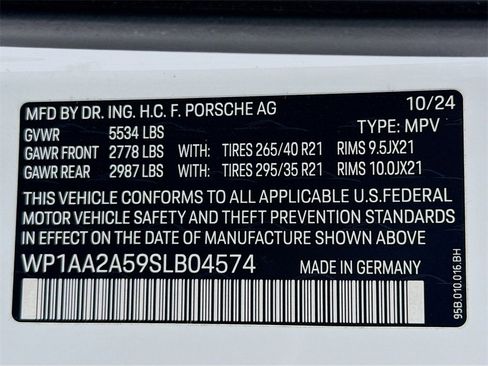 MFD BY DR. ING. H.C. F. PORSCHE AG 10/24
GVWR 5534 LBS TYPE: MPV
GAWR FRONT 2778 LBS WITH: TIRES 265/40 R21 RIMS 9.5JX21
GAWR REAR 2987 LBS WITH: TIRES 295/35 R21 RIMS 10.0JX21
THIS VEHICLE CONFORMS TO ALL APPLICABLE U.S.FEDERAL
MOTOR VEHICLE SAFETY AND THEFT PREVENTION STANDARDS
IN EFFECT ON THE DATE OF MANUFACTURE SHOWN ABOVE.
WP1AA2A59SLB04574 MADE IN GERMANY
95B.010.016.BH